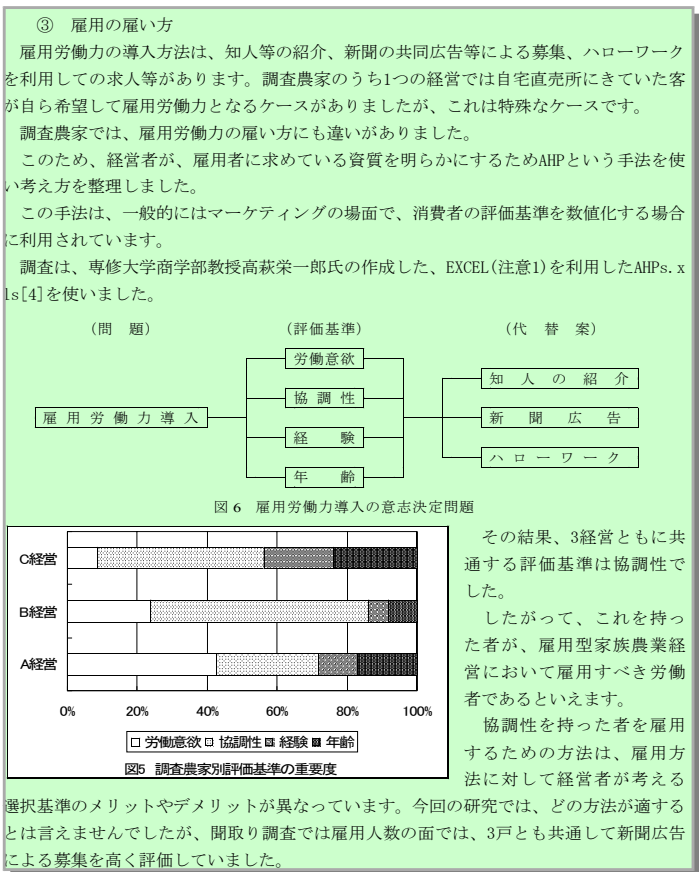 ③　雇用の雇い方
雇用労働力の導入方法は、知人等の紹介、新聞の共同広告等による募集、ハローワーク
を利用しての求人等があります。調査農家のうち1つの経営では自宅直売所にきていた客
が自ら希望して雇用労働力となるケースがありましたが、これは特殊なケースです。
調査農家では、雇用労働力の雇い方にも違いがありました。
このため、経営者が、雇用者に求めている資質を明らかにするためAHPという手法を使
い考え方を整理しました。
この手法は、一般的にはマーケティングの場面で、消費者の評価基準を数値化する場合
に利用されています。
調査は、専修大学商学部教授高萩栄一郎氏の作成した、EXCEL(注意1)を利用したAHPs.x
ls[4]を使いました。
（問　題）　（評価基準）　（代　替　案）
労働意欲
知　人　の　紹　介
協　調　性
雇　用　労　働　力　導　入
新　聞　広　告
経　験
ハ　ロ　ー　ワ　ー　ク
年　齢
図 6　雇用労働力導入の意志決定問題
C経営
B経営
A経営
0%　20%　40%　60%　80%　100%
労働意欲　協調性　経験　年齢
図5　調査農家別評価基準の重要度
その結果、3経営ともに共
通する評価基準は協調性で
した。
したがって、これを持っ
た者が、雇用型家族農業経
営において雇用すべき労働
者であるといえます。
協調性を持った者を雇用
するための方法は、雇用方
法に対して経営者が考える
選択基準のメリットやデメリットが異なっています。今回の研究では、どの方法が適する
とは言えませんでしたが、聞取り調査では雇用人数の面では、3戸とも共通して新聞広告
による募集を高く評価していました。